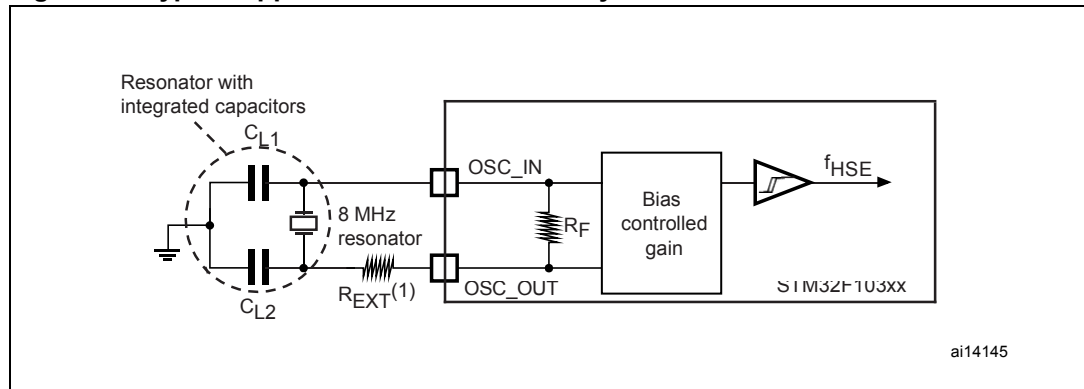 Resonator with
integrated capacitors
CL1
OSC_IN
fHSE
8 MHz
resonator
RF
Bias
controlled
gain
REXT(1)
OSC_OUT
STM32F103xx
CL2
ai14145